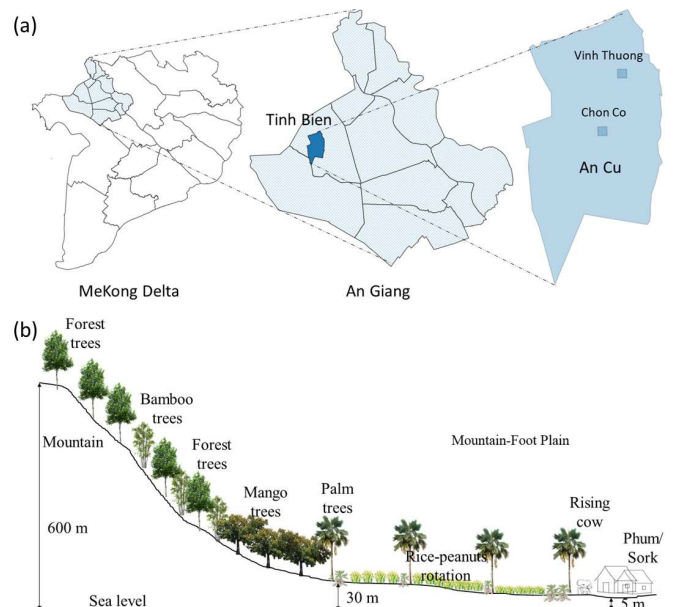 (a)
Vinh Thuong
Chon Co
Tinh Bien
An Cu
MeKong Delta
An Giang
(b)
Forest
trees
Bamboo
trees
Mountain
Forest
trees
Mountain-Foot Plain
Mango
trees
Palm
trees
Rising
cow
600 m
Rice-peanuts
rotation
Phum/
Sork
Sea level
30 m
5 m